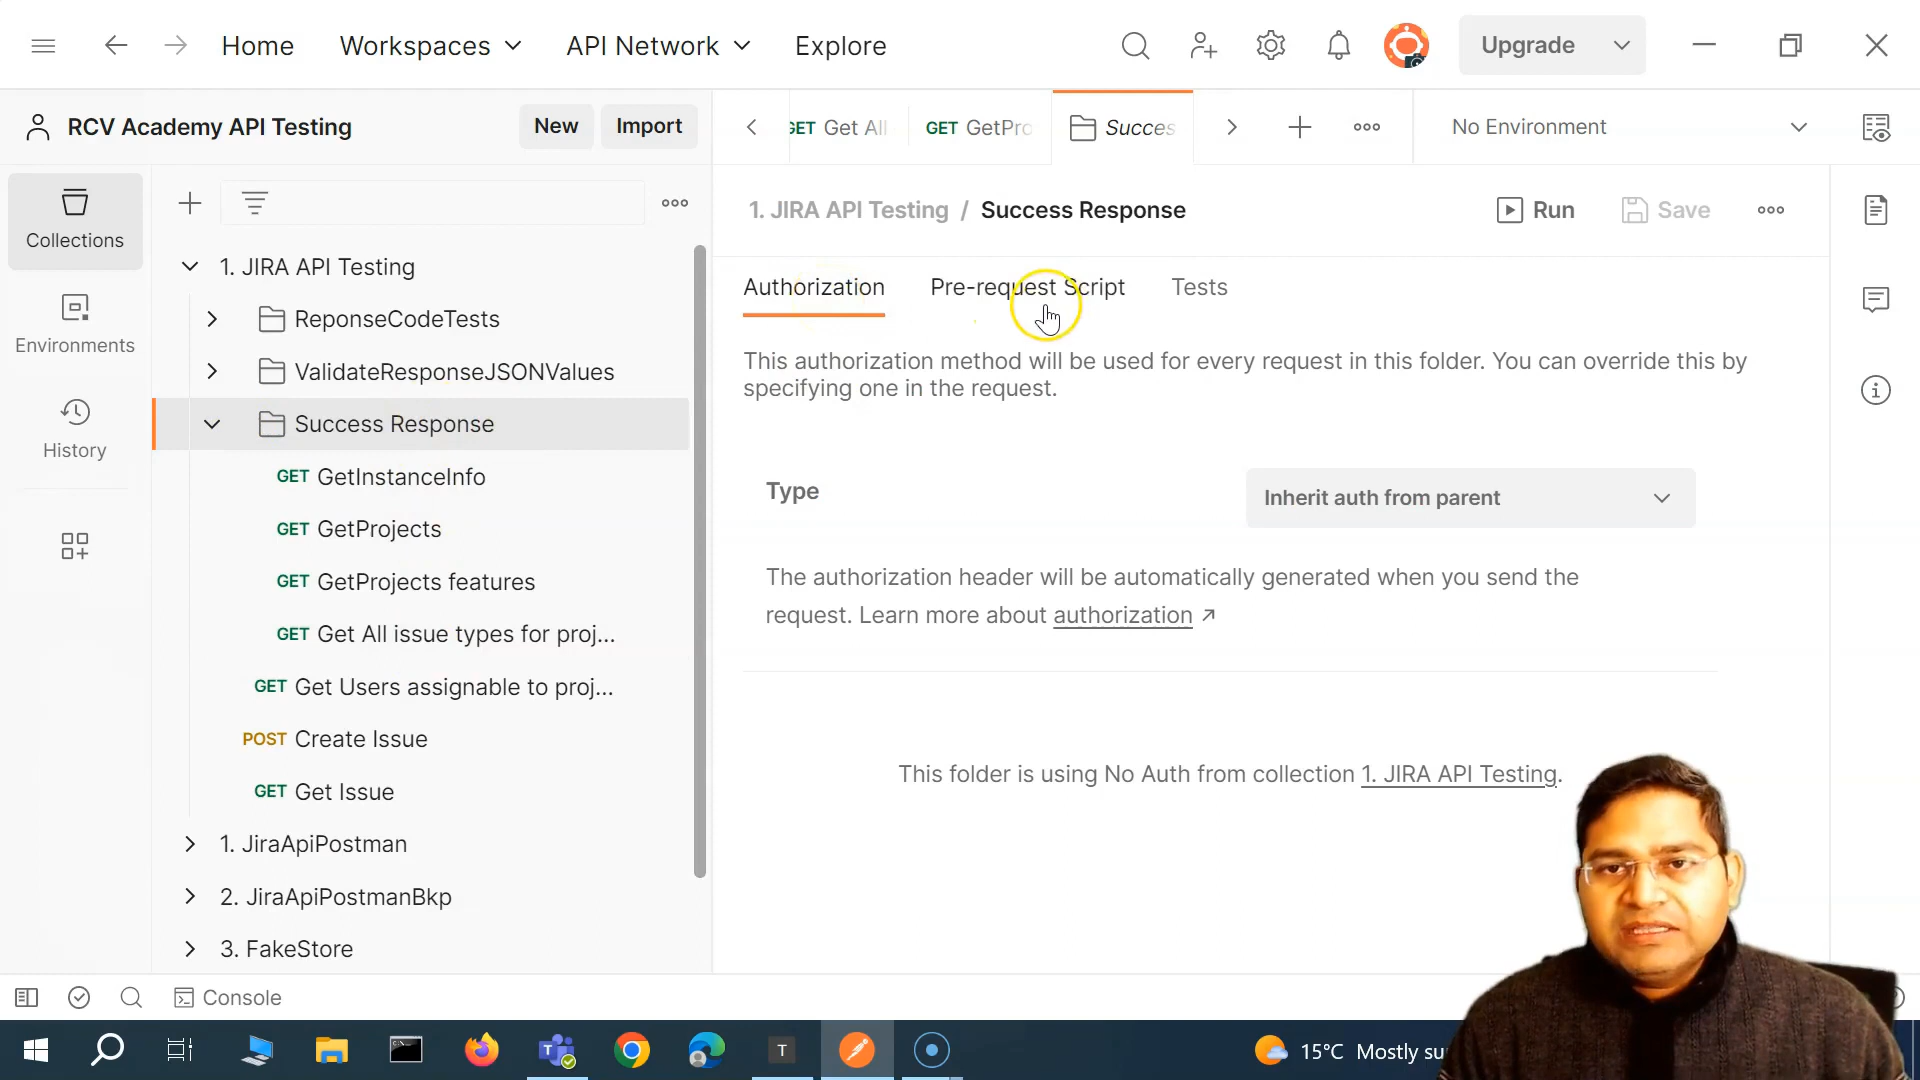 Home
Workspaces
API Network
Explore
Upgrade
RCV Academy API Testing
New
Import
GET Get All
GET GetPro
Succes
No Environment
Collections
Environments
History
1. JIRA API Testing
ReponseCodeTests
ValidateResponseJSONValues
Success Response
GET GetInstanceInfo
GET GetProjects
GET GetProjects features
GET Get All issue types for proj...
GET Get Users assignable to proj...
POST Create Issue
GET Get Issue
1. JiraApiPostman
2. JiraApiPostmanBkp
3. FakeStore
1. JIRA API Testing / Success Response
Run
Save
Authorization
Pre-request Script
Tests
This authorization method will be used for every request in this folder. You can override this by
specifying one in the request.
Type
Inherit auth from parent
The authorization header will be automatically generated when you send the
request. Learn more about authorization ↗
This folder is using No Auth from collection 1. JIRA API Testing.
Console
T
15°C Mostly su